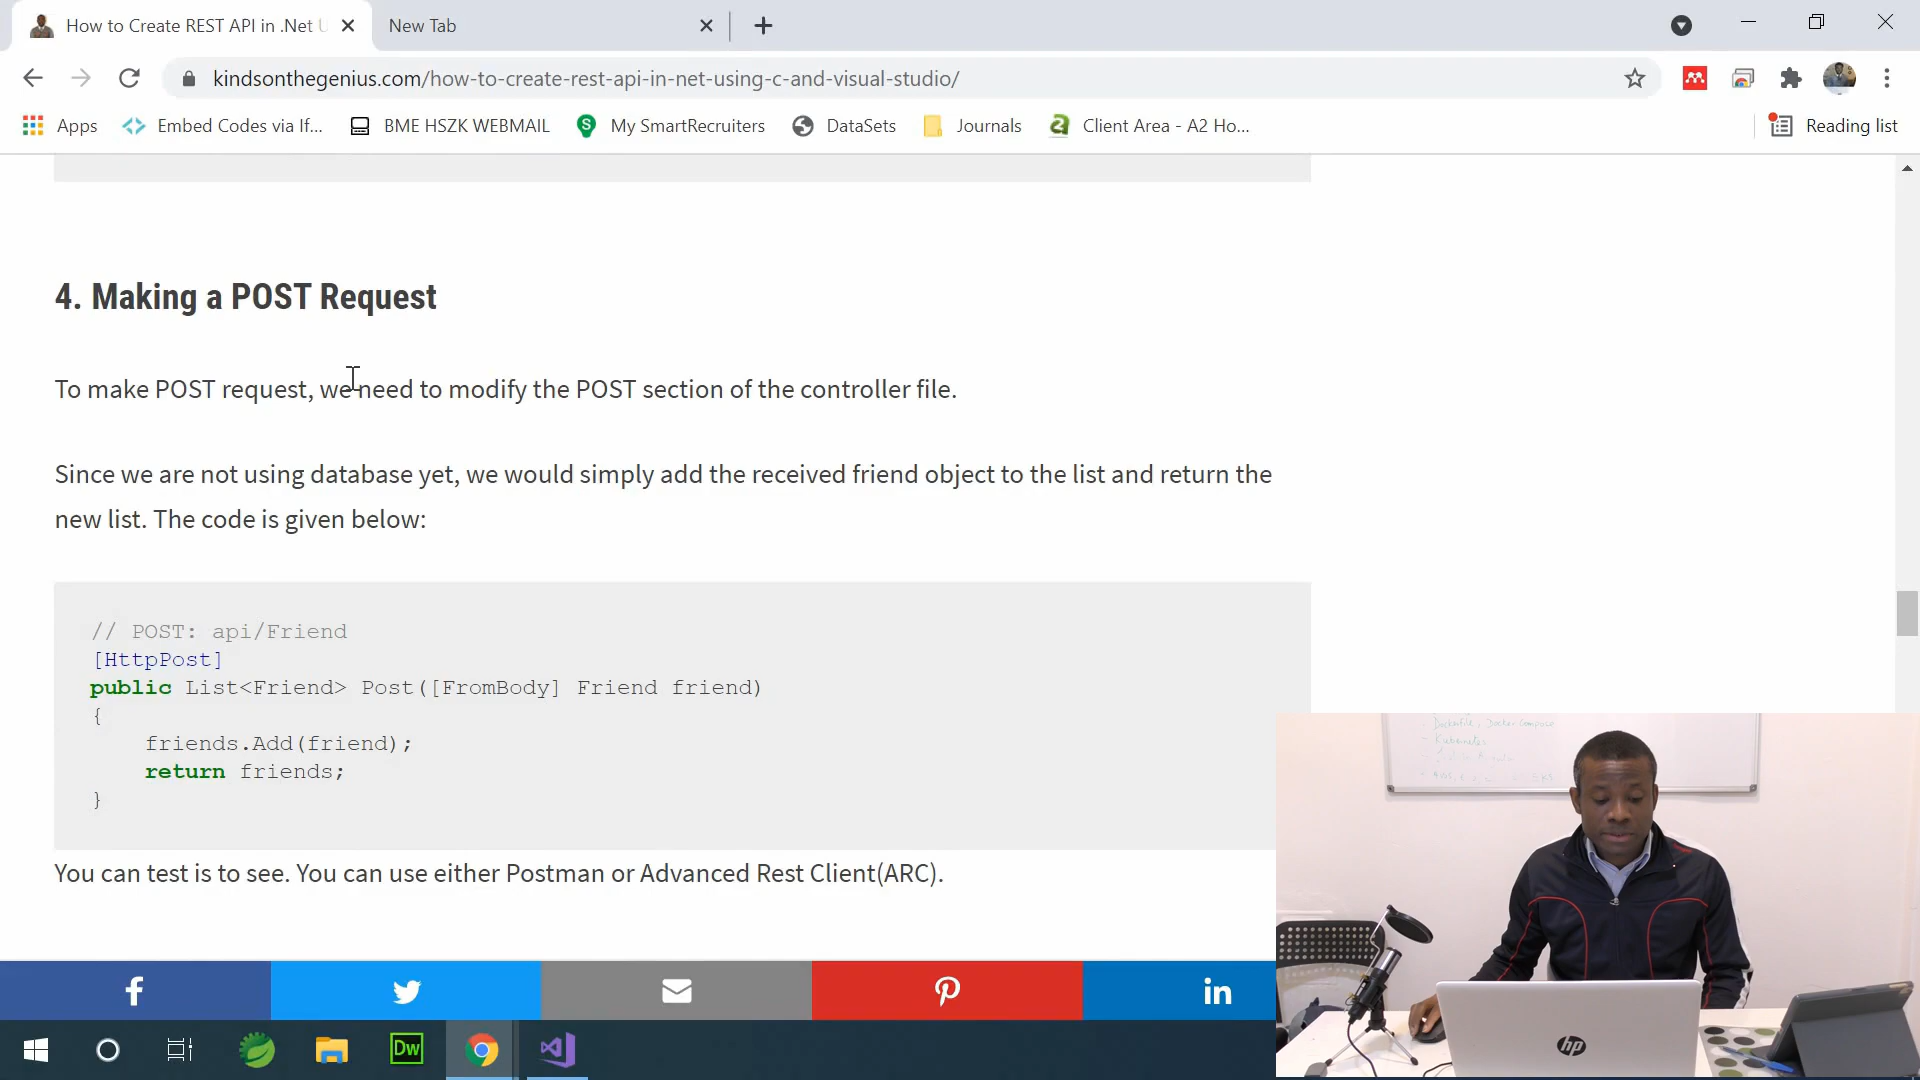 How to Create REST API in .Net U
New Tab
kindsonthegenius.com/how-to-create-rest-api-in-net-using-c-and-visual-studio/
Apps
Embed Codes via If...
BME HSZK WEBMAIL
My SmartRecruiters
DataSets
Journals
Client Area - A2 Ho...
Reading list
4. Making a POST Request
To make POST request, we need to modify the POST section of the controller file.
Since we are not using database yet, we would simply add the received friend object to the list and return the
new list. The code is given below:
// POST: api/Friend
[HttpPost]
public List<Friend> Post([FromBody] Friend friend)
{
friends.Add(friend);
return friends;
}
You can test is to see. You can use either Postman or Advanced Rest Client(ARC).
Dockerfile, Docker Compose
Kubernetes
f
in
Dw
hp